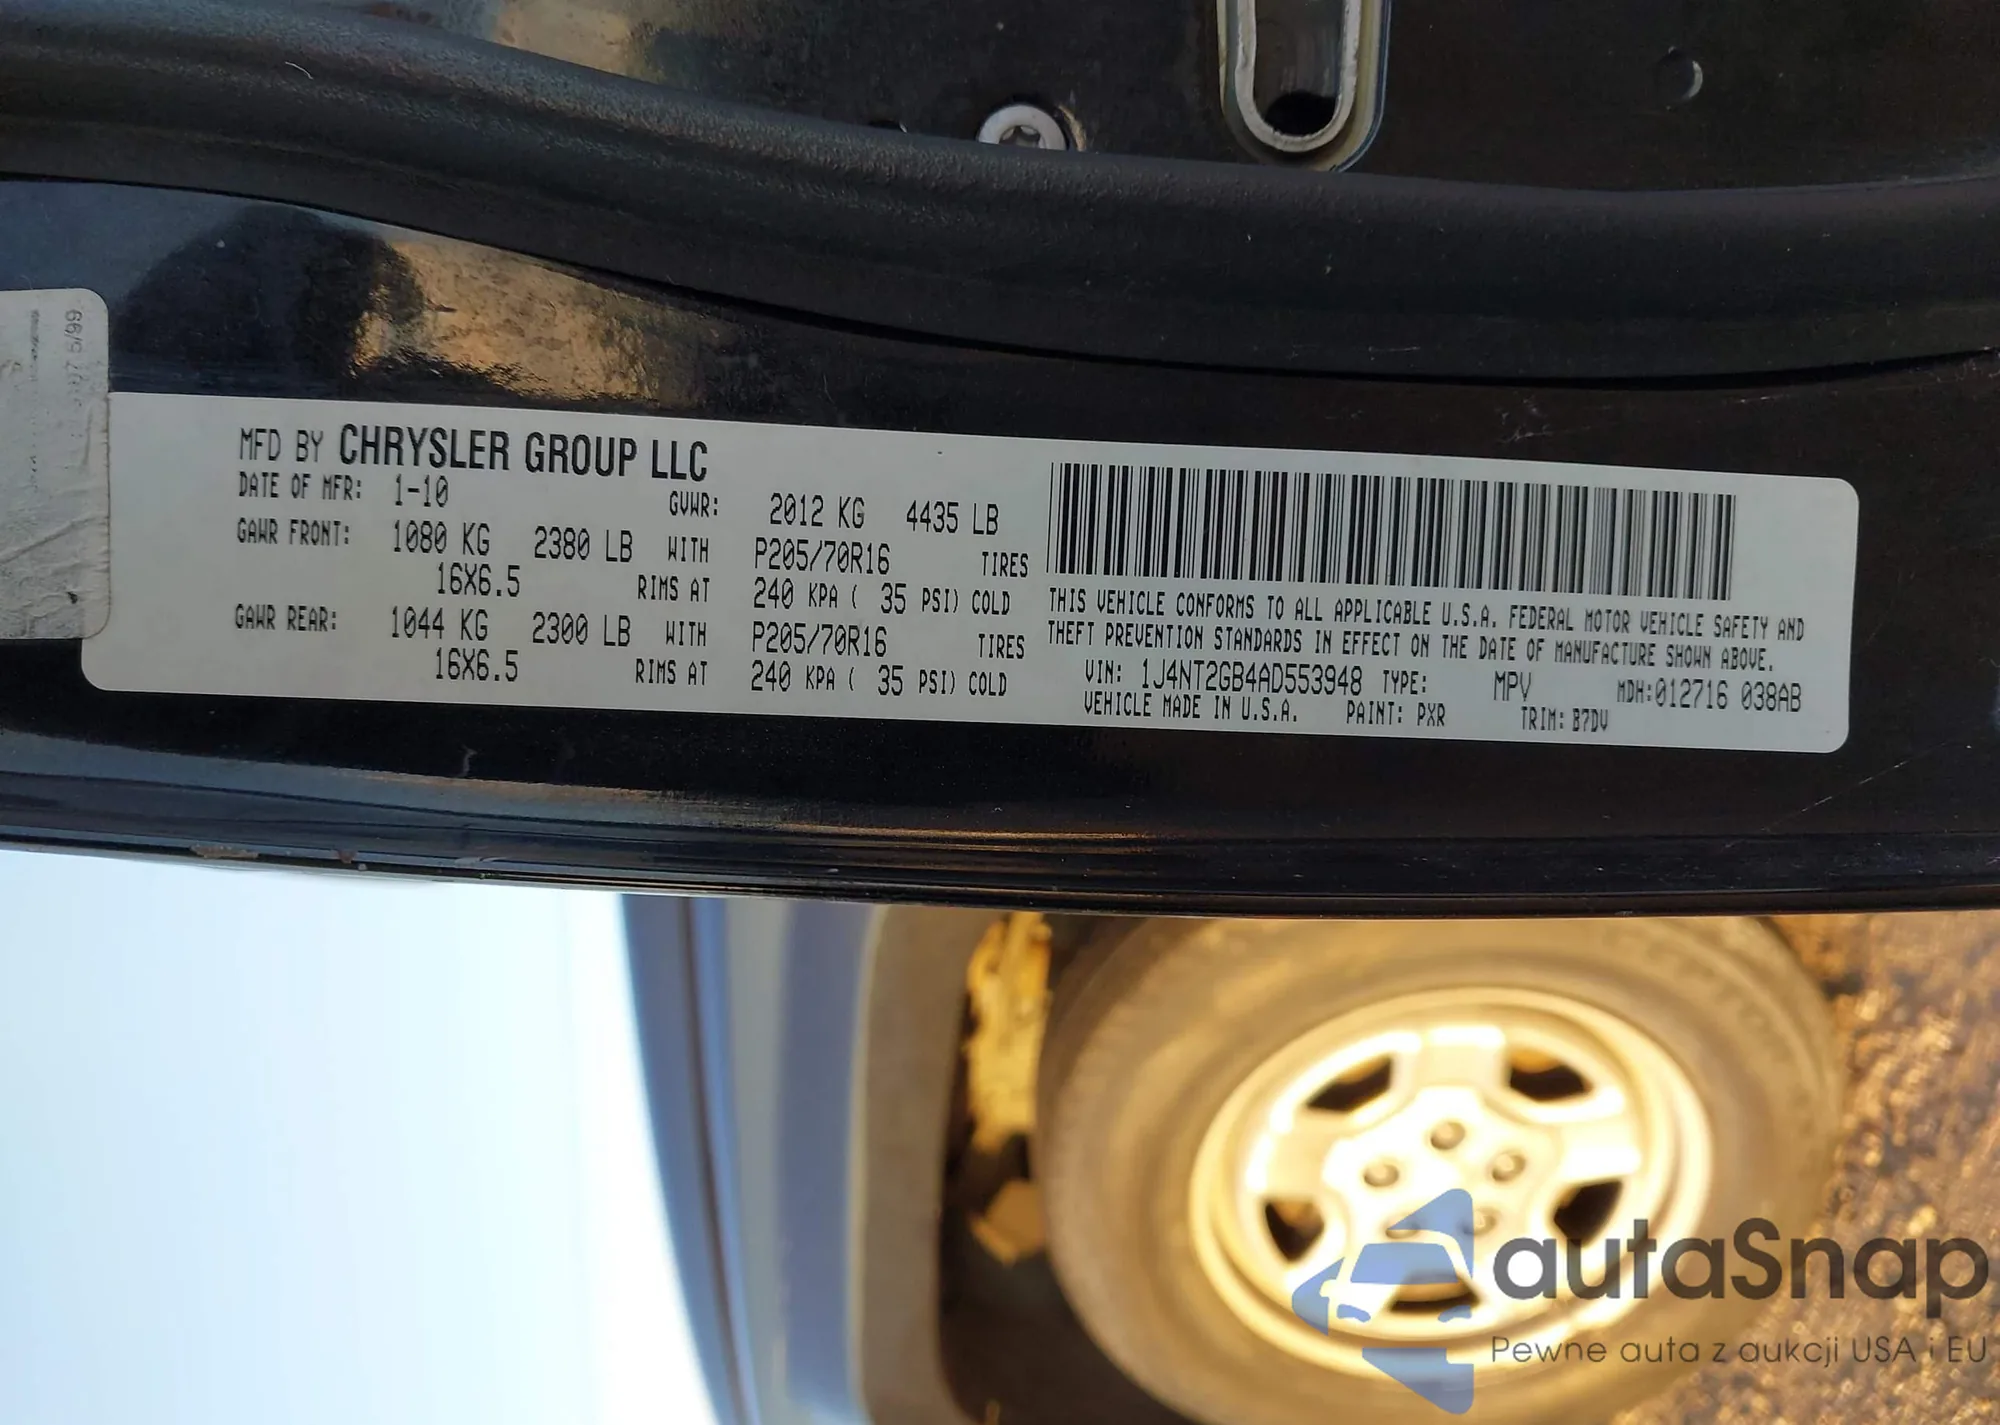 6/99
MFD BY CHRYSLER GROUP LLC
DATE OF MFR: 1-10 GVWR: 2012 KG 4435 LB
GAWR FRONT: 1080 KG 2380 LB WITH P205/70R16 TIRES
16X6.5 RIMS AT 240 KPA ( 35 PSI) COLD
GAWR REAR: 1044 KG 2300 LB WITH P205/70R16 TIRES
16X6.5 RIMS AT 240 KPA ( 35 PSI) COLD
THIS VEHICLE CONFORMS TO ALL APPLICABLE U.S.A. FEDERAL MOTOR VEHICLE SAFETY AND
THEFT PREVENTION STANDARDS IN EFFECT ON THE DATE OF MANUFACTURE SHOWN ABOVE.
VIN: 1J4NT2GB4AD553948 TYPE: MPV MDH:012716 038AB
VEHICLE MADE IN U.S.A. PAINT: PXR TRIM: B7DV
autaSnap
Pewne auta z aukcji USA i EU